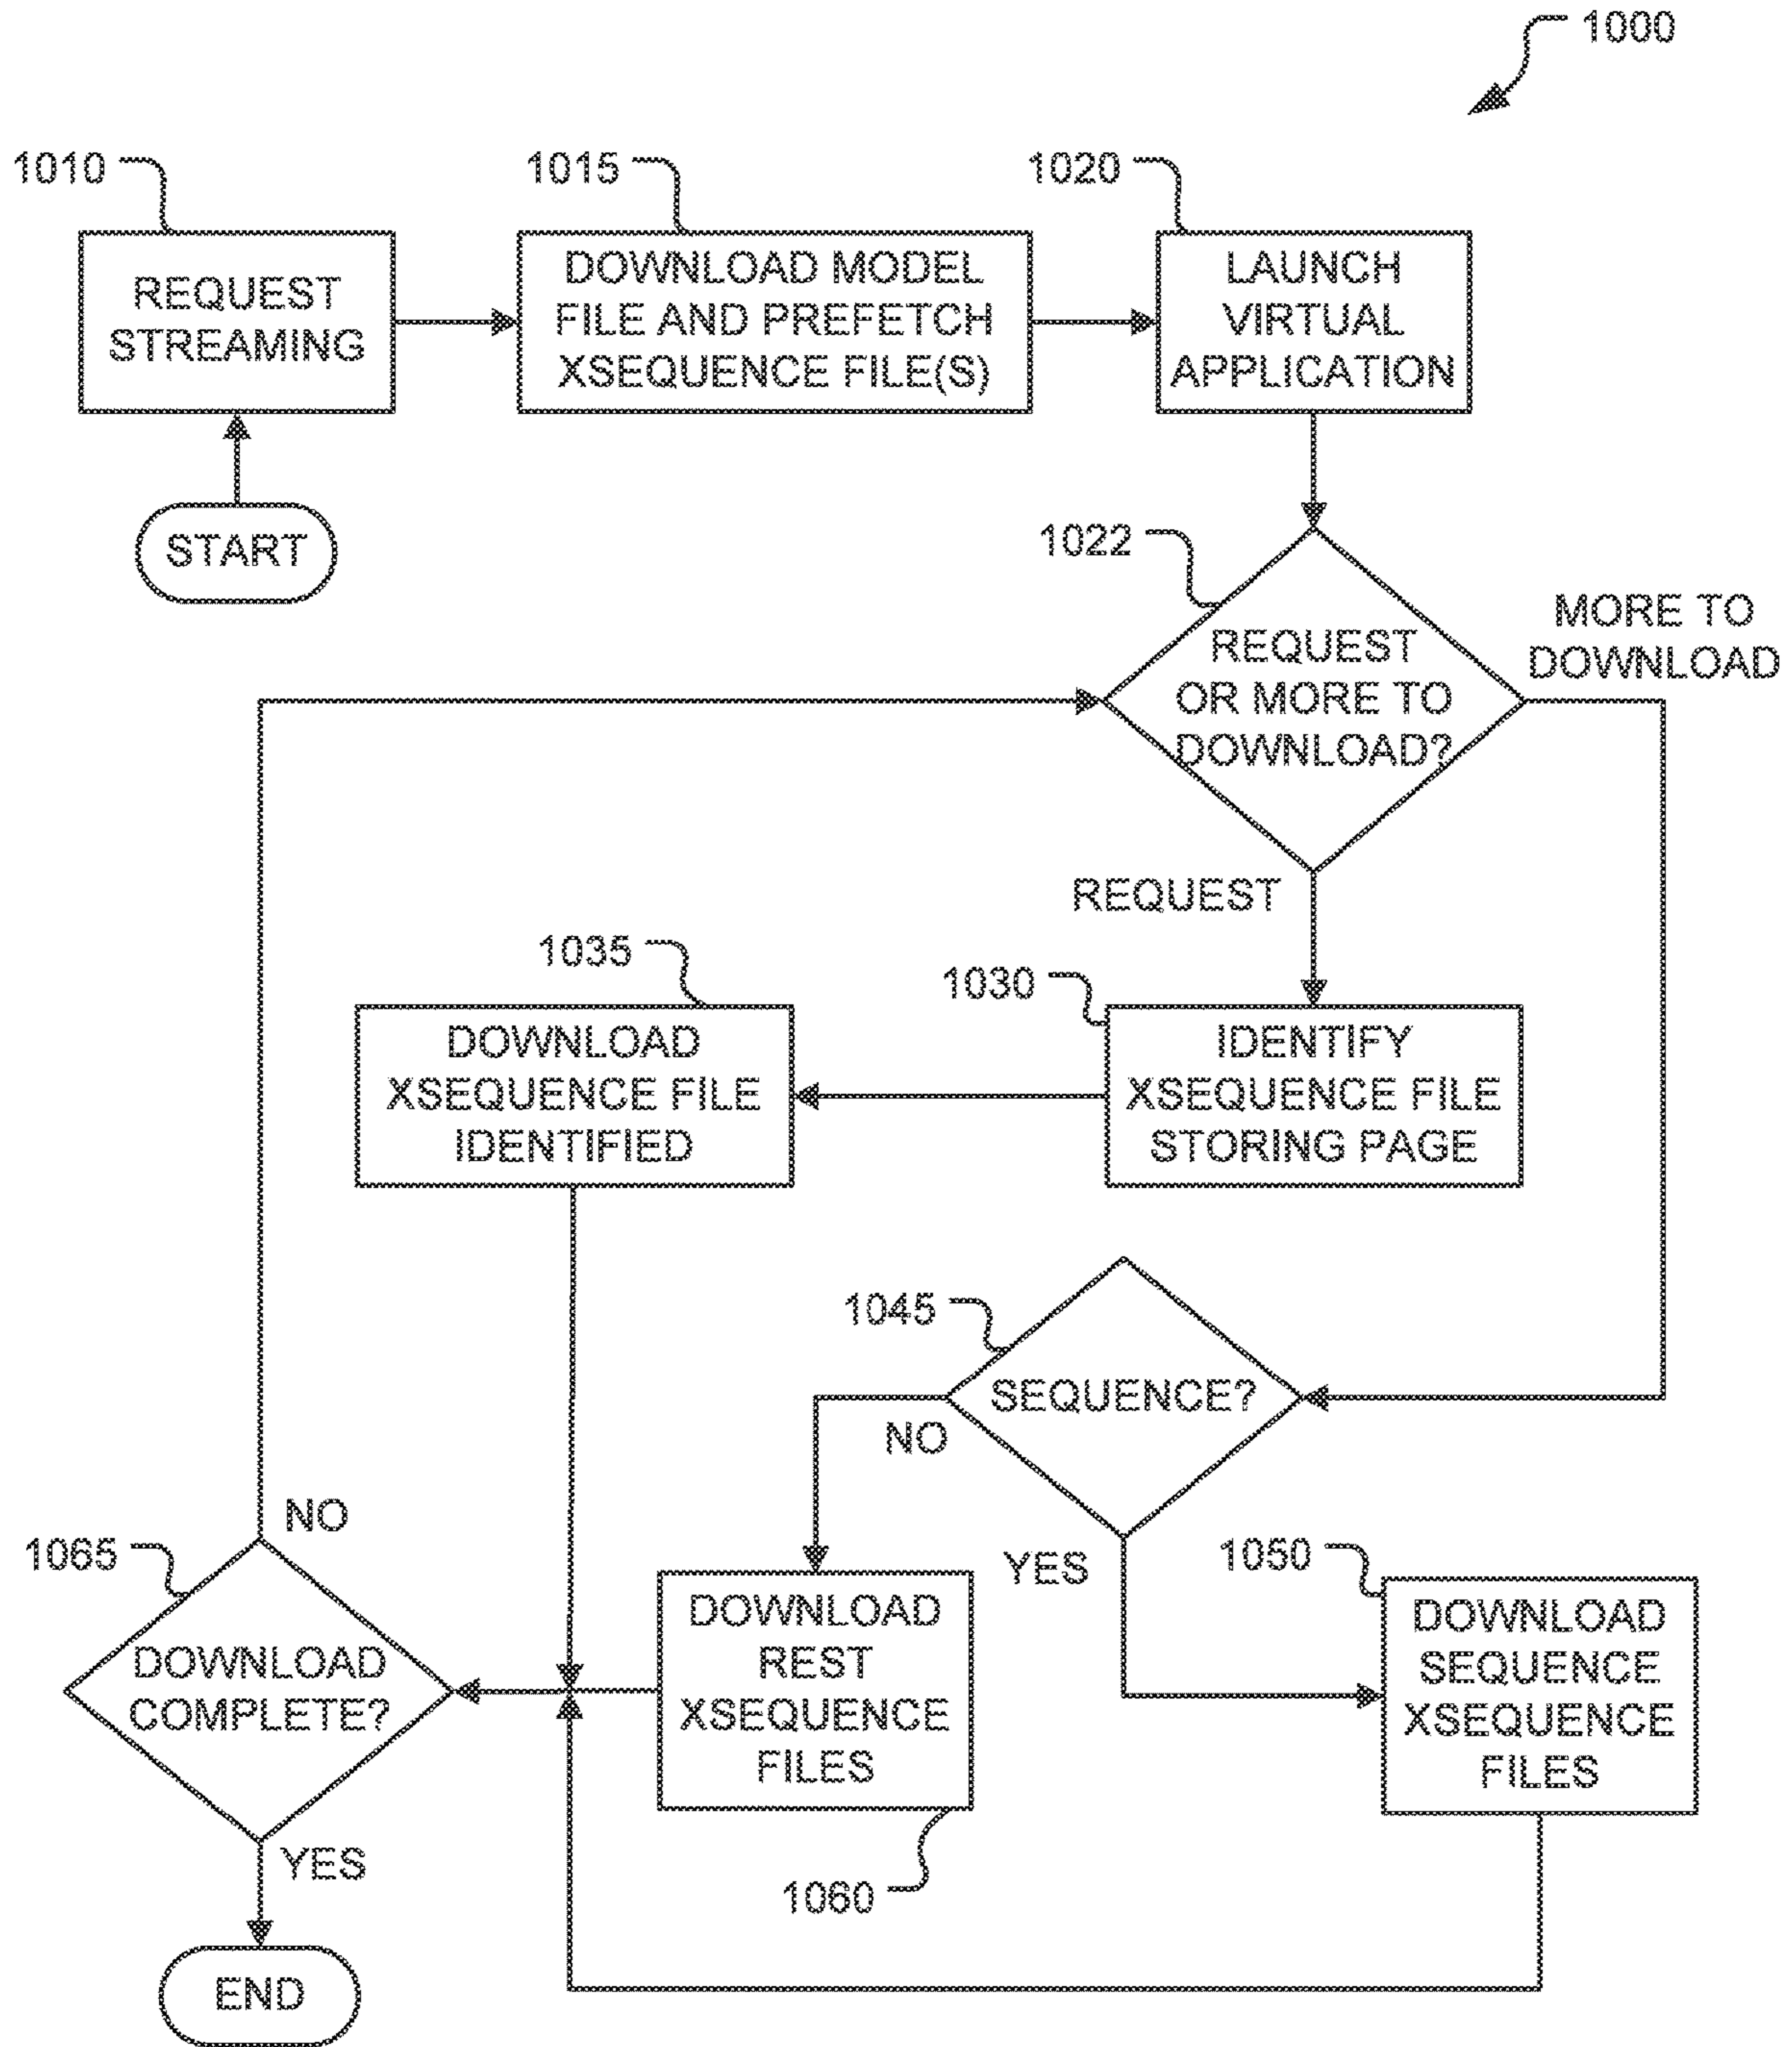 1000
1010
1015
1020
REQUEST
STREAMING
DOWNLOAD MODEL
FILE AND PREFETCH
XSEQUENCE FILE(S)
LAUNCH
VIRTUAL
APPLICATION
START
1022
REQUEST
OR MORE TO
DOWNLOAD?
MORE TO
DOWNLOAD
REQUEST
1035
1030
DOWNLOAD
XSEQUENCE FILE
IDENTIFIED
IDENTIFY
XSEQUENCE FILE
STORING PAGE
1045
SEQUENCE?
NO
YES
NO
1065
DOWNLOAD
COMPLETE?
YES
DOWNLOAD
REST
XSEQUENCE
FILES
1060
1050
DOWNLOAD
SEQUENCE
XSEQUENCE
FILES
END